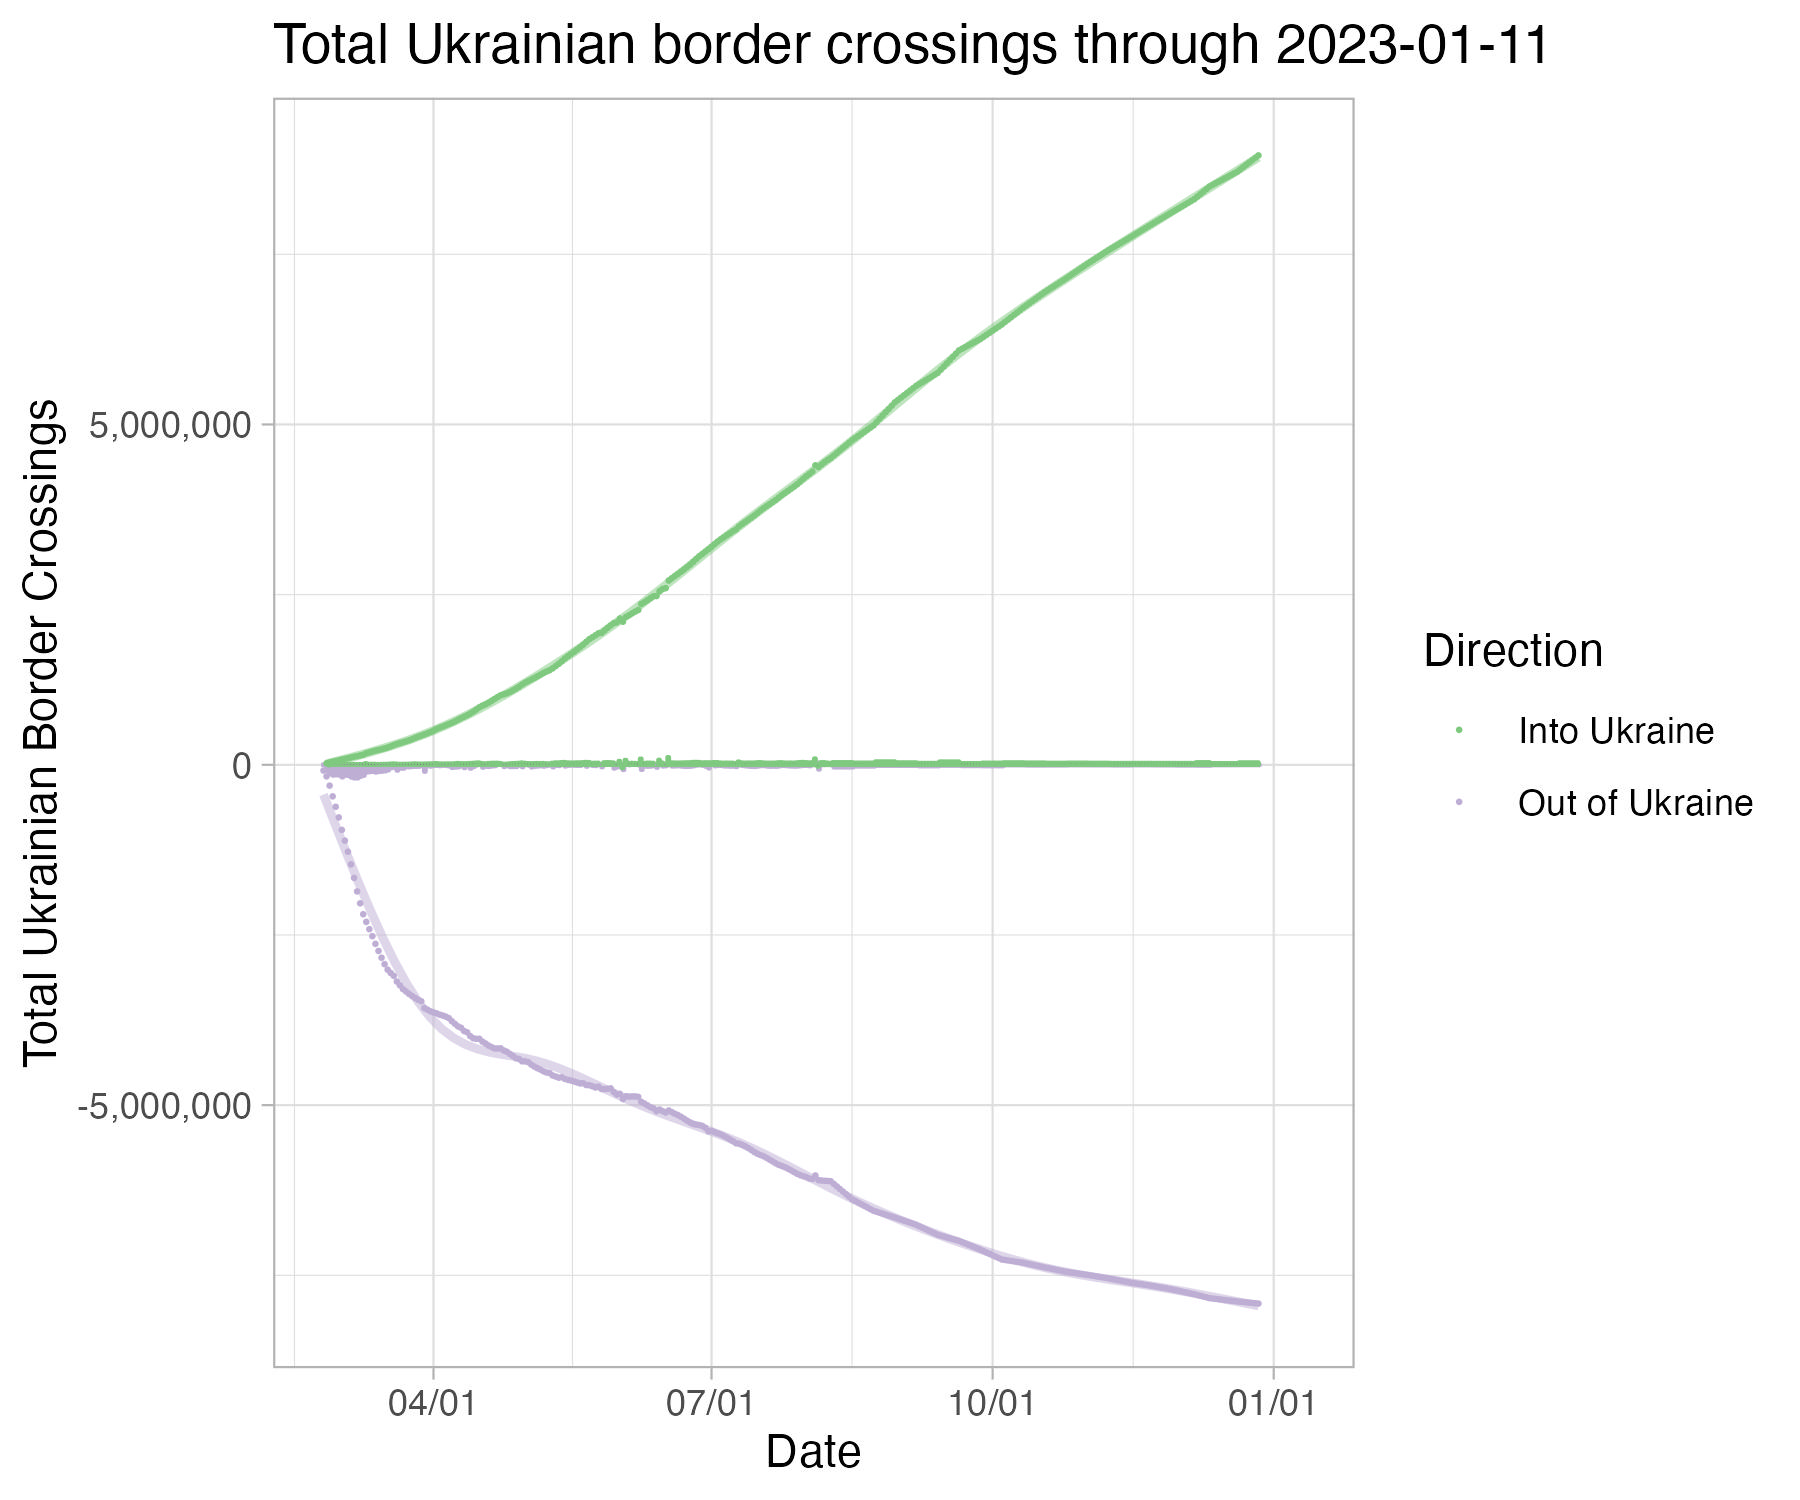 Total Ukrainian border crossings through 2023-01-11
Total Ukrainian Border Crossings
5,000,000
0
-5,000,000
04/01
07/01
10/01
01/01
Date
Direction
Into Ukraine
Out of Ukraine